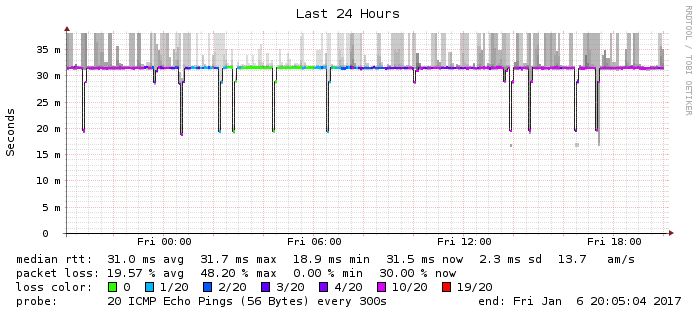 Last 24 Hours
RRDTOOL / TOBI OETIKER
Seconds
35 m
30 m
25 m
20 m
15 m
10 m
5 m
0
Fri 00:00 Fri 06:00 Fri 12:00 Fri 18:00
median rtt: 31.0 ms avg 31.7 ms max 18.9 ms min 31.5 ms now 2.3 ms sd 13.7 am/s
packet loss: 19.57 % avg 48.20 % max 0.00 % min 30.00 % now
loss color: 0 1/20 2/20 3/20 4/20 10/20 19/20
probe: 20 ICMP Echo Pings (56 Bytes) every 300s end: Fri Jan 6 20:05:04 2017